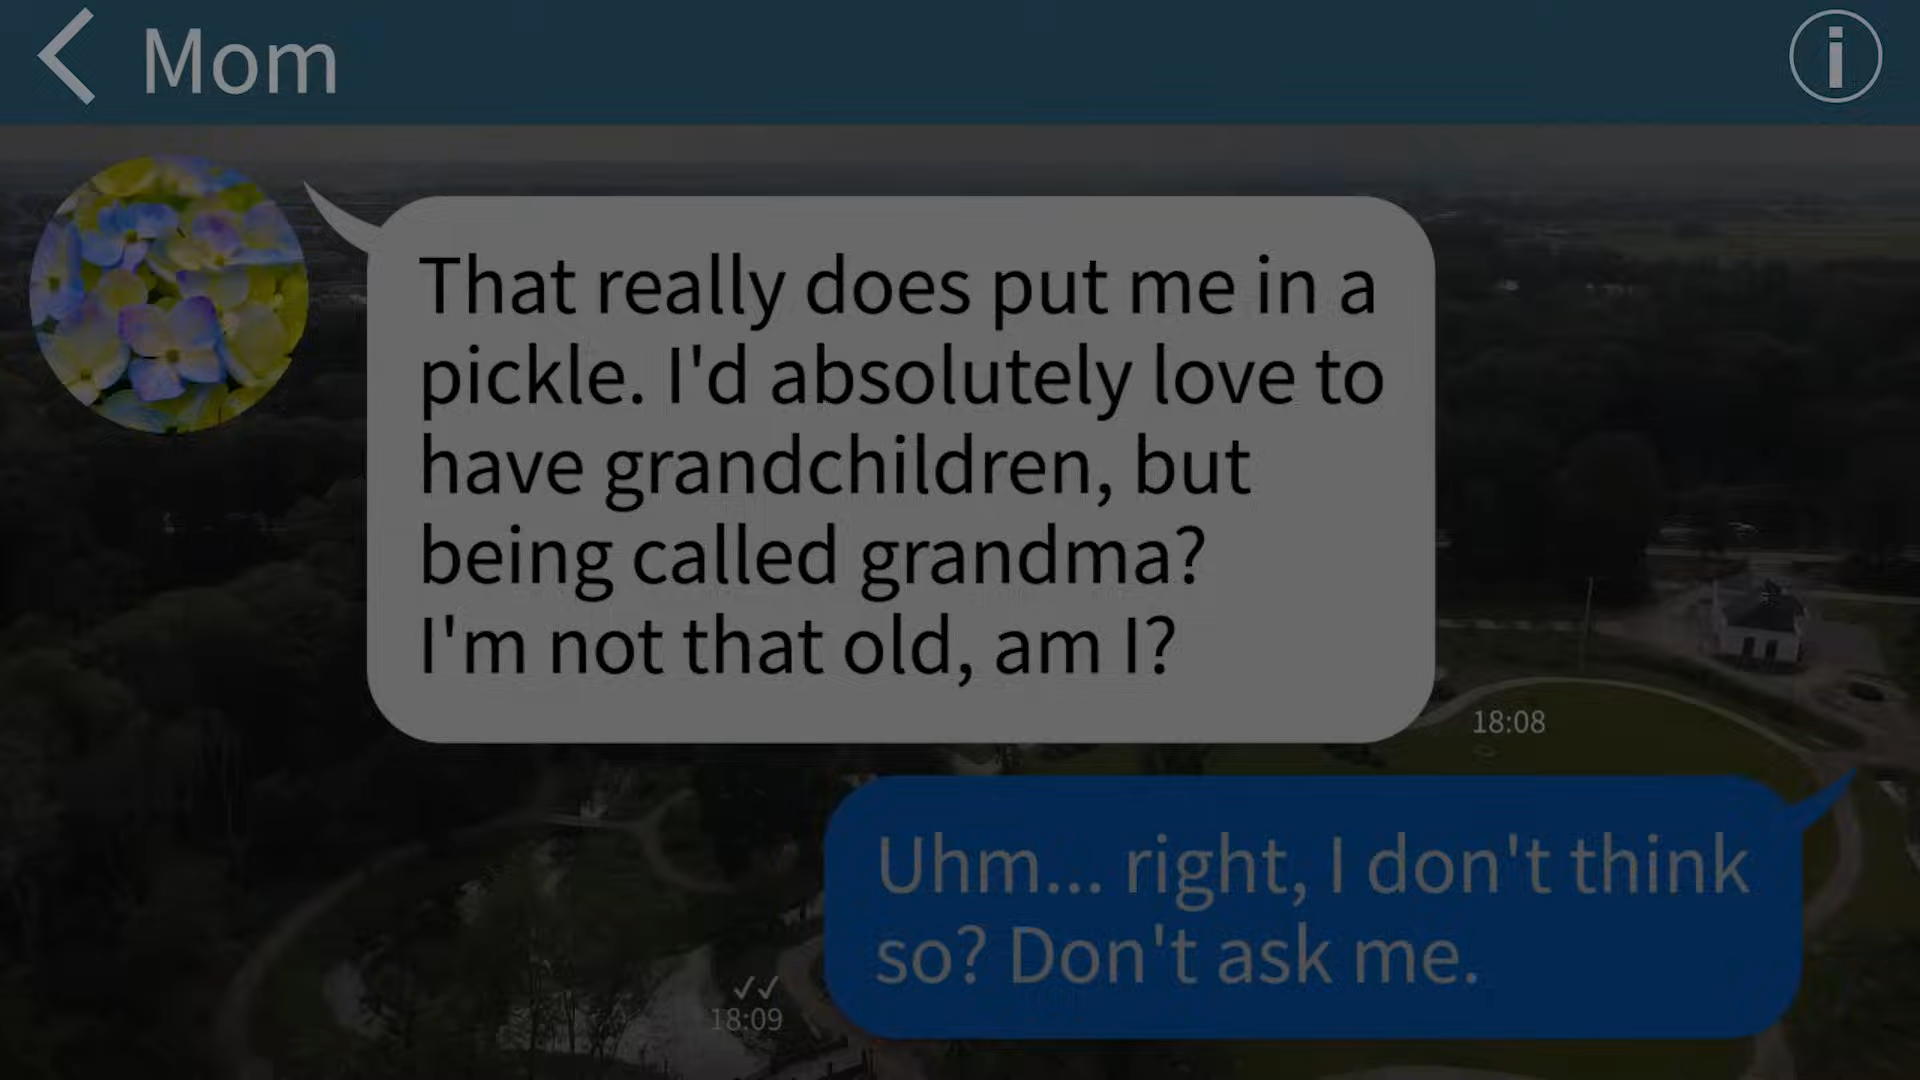 Mom
That really does put me in a
pickle. I'd absolutely love to
have grandchildren, but
being called grandma?
I'm not that old, am I?
18:08
Uhm... right, I don't think
so? Don't ask me.
18:09